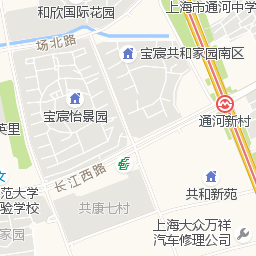 和欣国际花园
上海市通河中学
场北路
宝宸共和家园南区
宝宸怡景园
通河新村
英里
长江西路
文
范大学
验学校
共康七村
共和新苑
家园
上海大众万祥
汽车修理公司